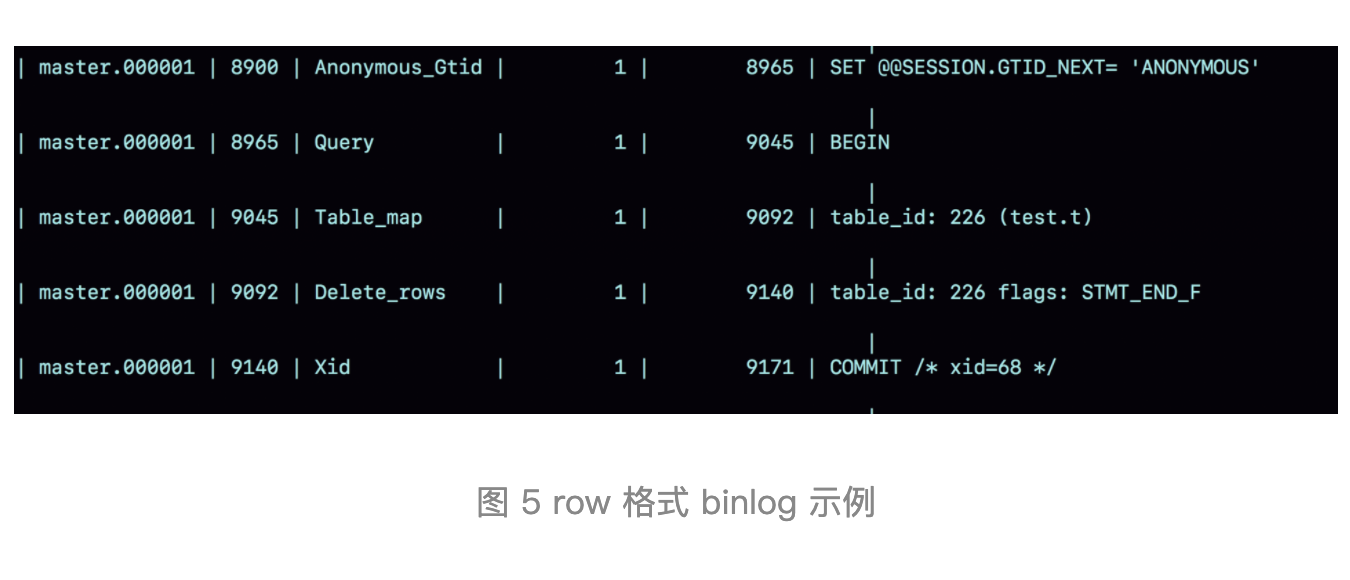 | master.000001 | 8900 | Anonymous_Gtid | 1 | 8965 | SET @@SESSION.GTID_NEXT= 'ANONYMOUS'
|
| master.000001 | 8965 | Query | 1 | 9045 | BEGIN
|
| master.000001 | 9045 | Table_map | 1 | 9092 | table_id: 226 (test.t)
|
| master.000001 | 9092 | Delete_rows | 1 | 9140 | table_id: 226 flags: STMT_END_F
|
| master.000001 | 9140 | Xid | 1 | 9171 | COMMIT /* xid=68 */
图 5 row 格式 binlog 示例